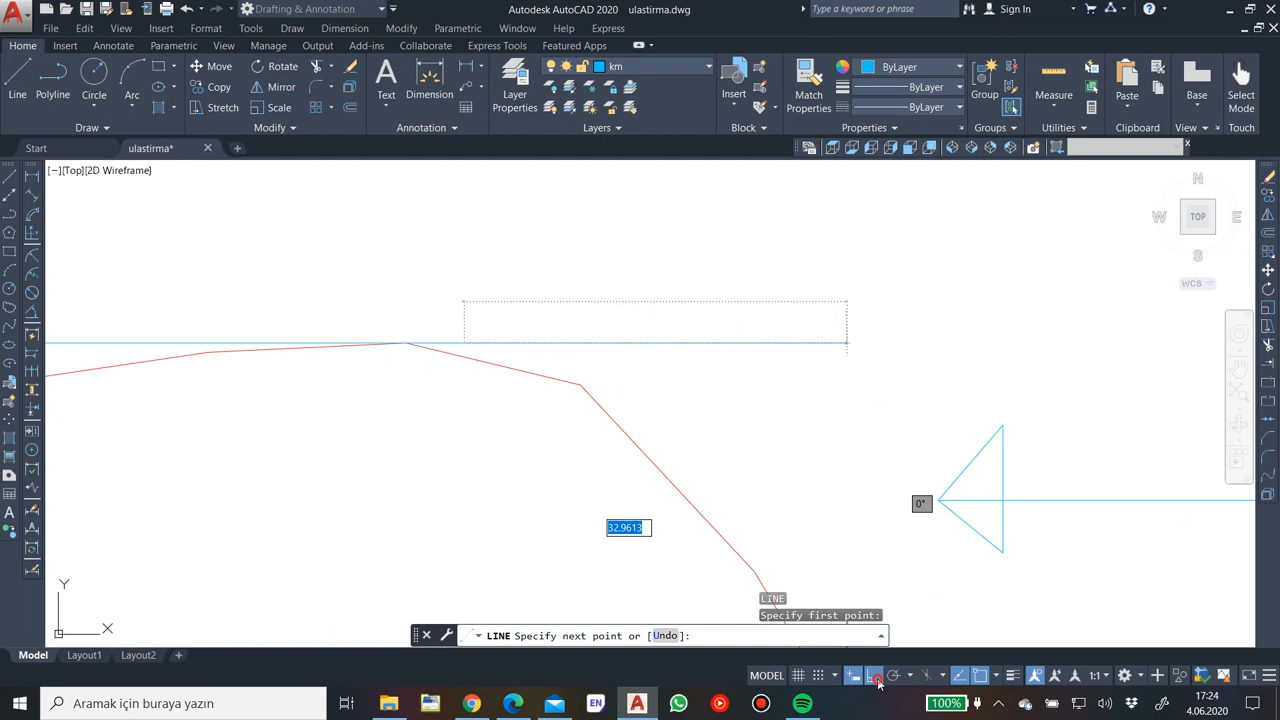 Drafting & Annotation
Autodesk AutoCAD 2020 ulastirma.dwg
Type a keyword or phrase
Sign In
File Edit View Insert Format Tools Draw Dimension Modify Parametric Window Help Express
Home Insert Annotate Parametric View Manage Output Add-ins Collaborate Express Tools Featured Apps
Line Polyline Circle Arc
Move Rotate
Copy Mirror
Stretch Scale
Text Dimension
Layer Properties
km
Insert
Match Properties
ByLayer
ByLayer
ByLayer
Group
Measure
Paste
Base
Select Mode
Draw Modify Annotation Layers Block Properties Groups Utilities Clipboard View Touch
Start ulastirma*
[−][Top][2D Wireframe]
N
W TOP E
S
WCS
0°
32.9613
Y
X
LINE
Specify first point:
LINE Specify next point or [Undo]:
Model Layout1 Layout2
MODEL
1:1
Aramak için buraya yazın
EN
A
100%
17:24
4.06.2020